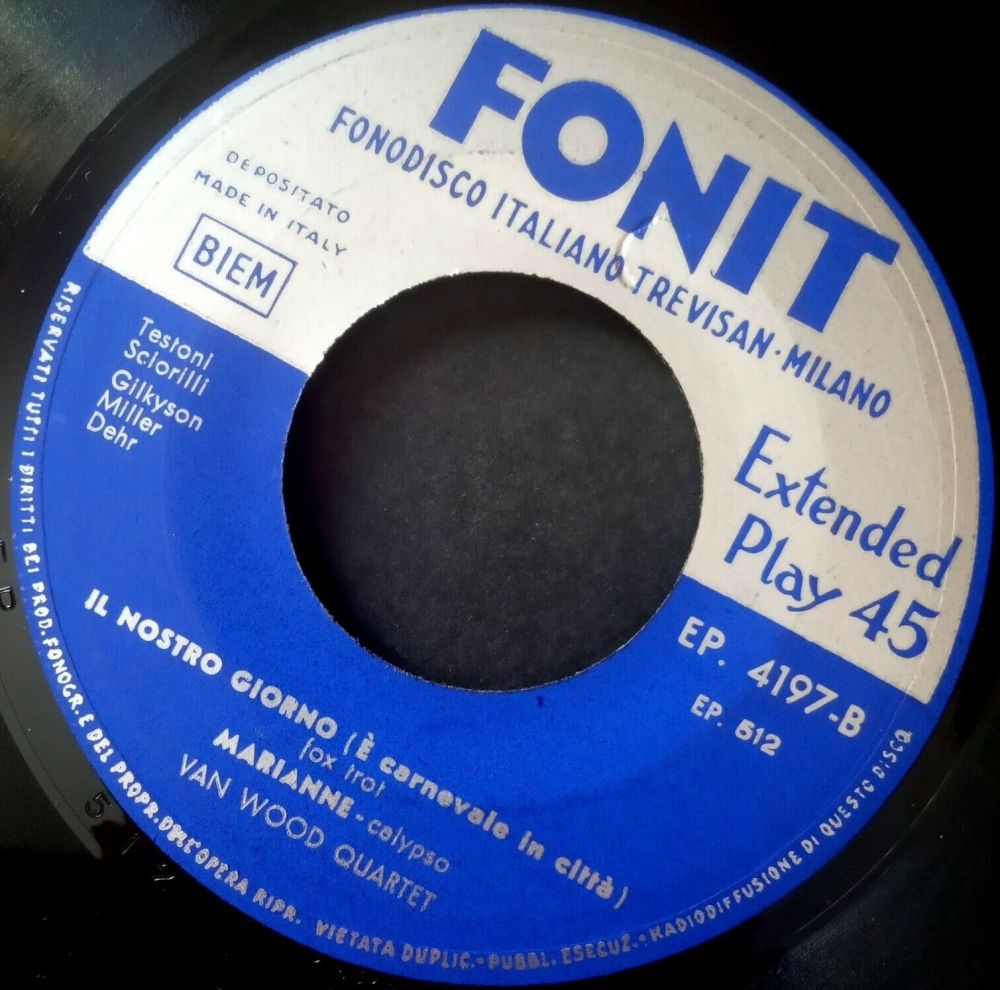 FONIT
FONODISCO ITALIANO TREVISAN · MILANO
DEPOSITATO
MADE IN ITALY
BIEM
Extended
Play 45
Testoni
Sciorilli
Gilkyson
Miller
Dehr
EP. 4197-B
EP. 512
IL NOSTRO GIORNO (È carnevale in città)
fox trot
MARIANNE - calypso
VAN WOOD QUARTET
RISERVATI TUTTI I DIRITTI DEI PROD. FONOGR. E DEL PROPR. DELL'OPERA RIPR. VIETATA DUPLIC. - PUBBL. ESECUZ. - RADIODIFFUSIONE DI QUESTO DISCO